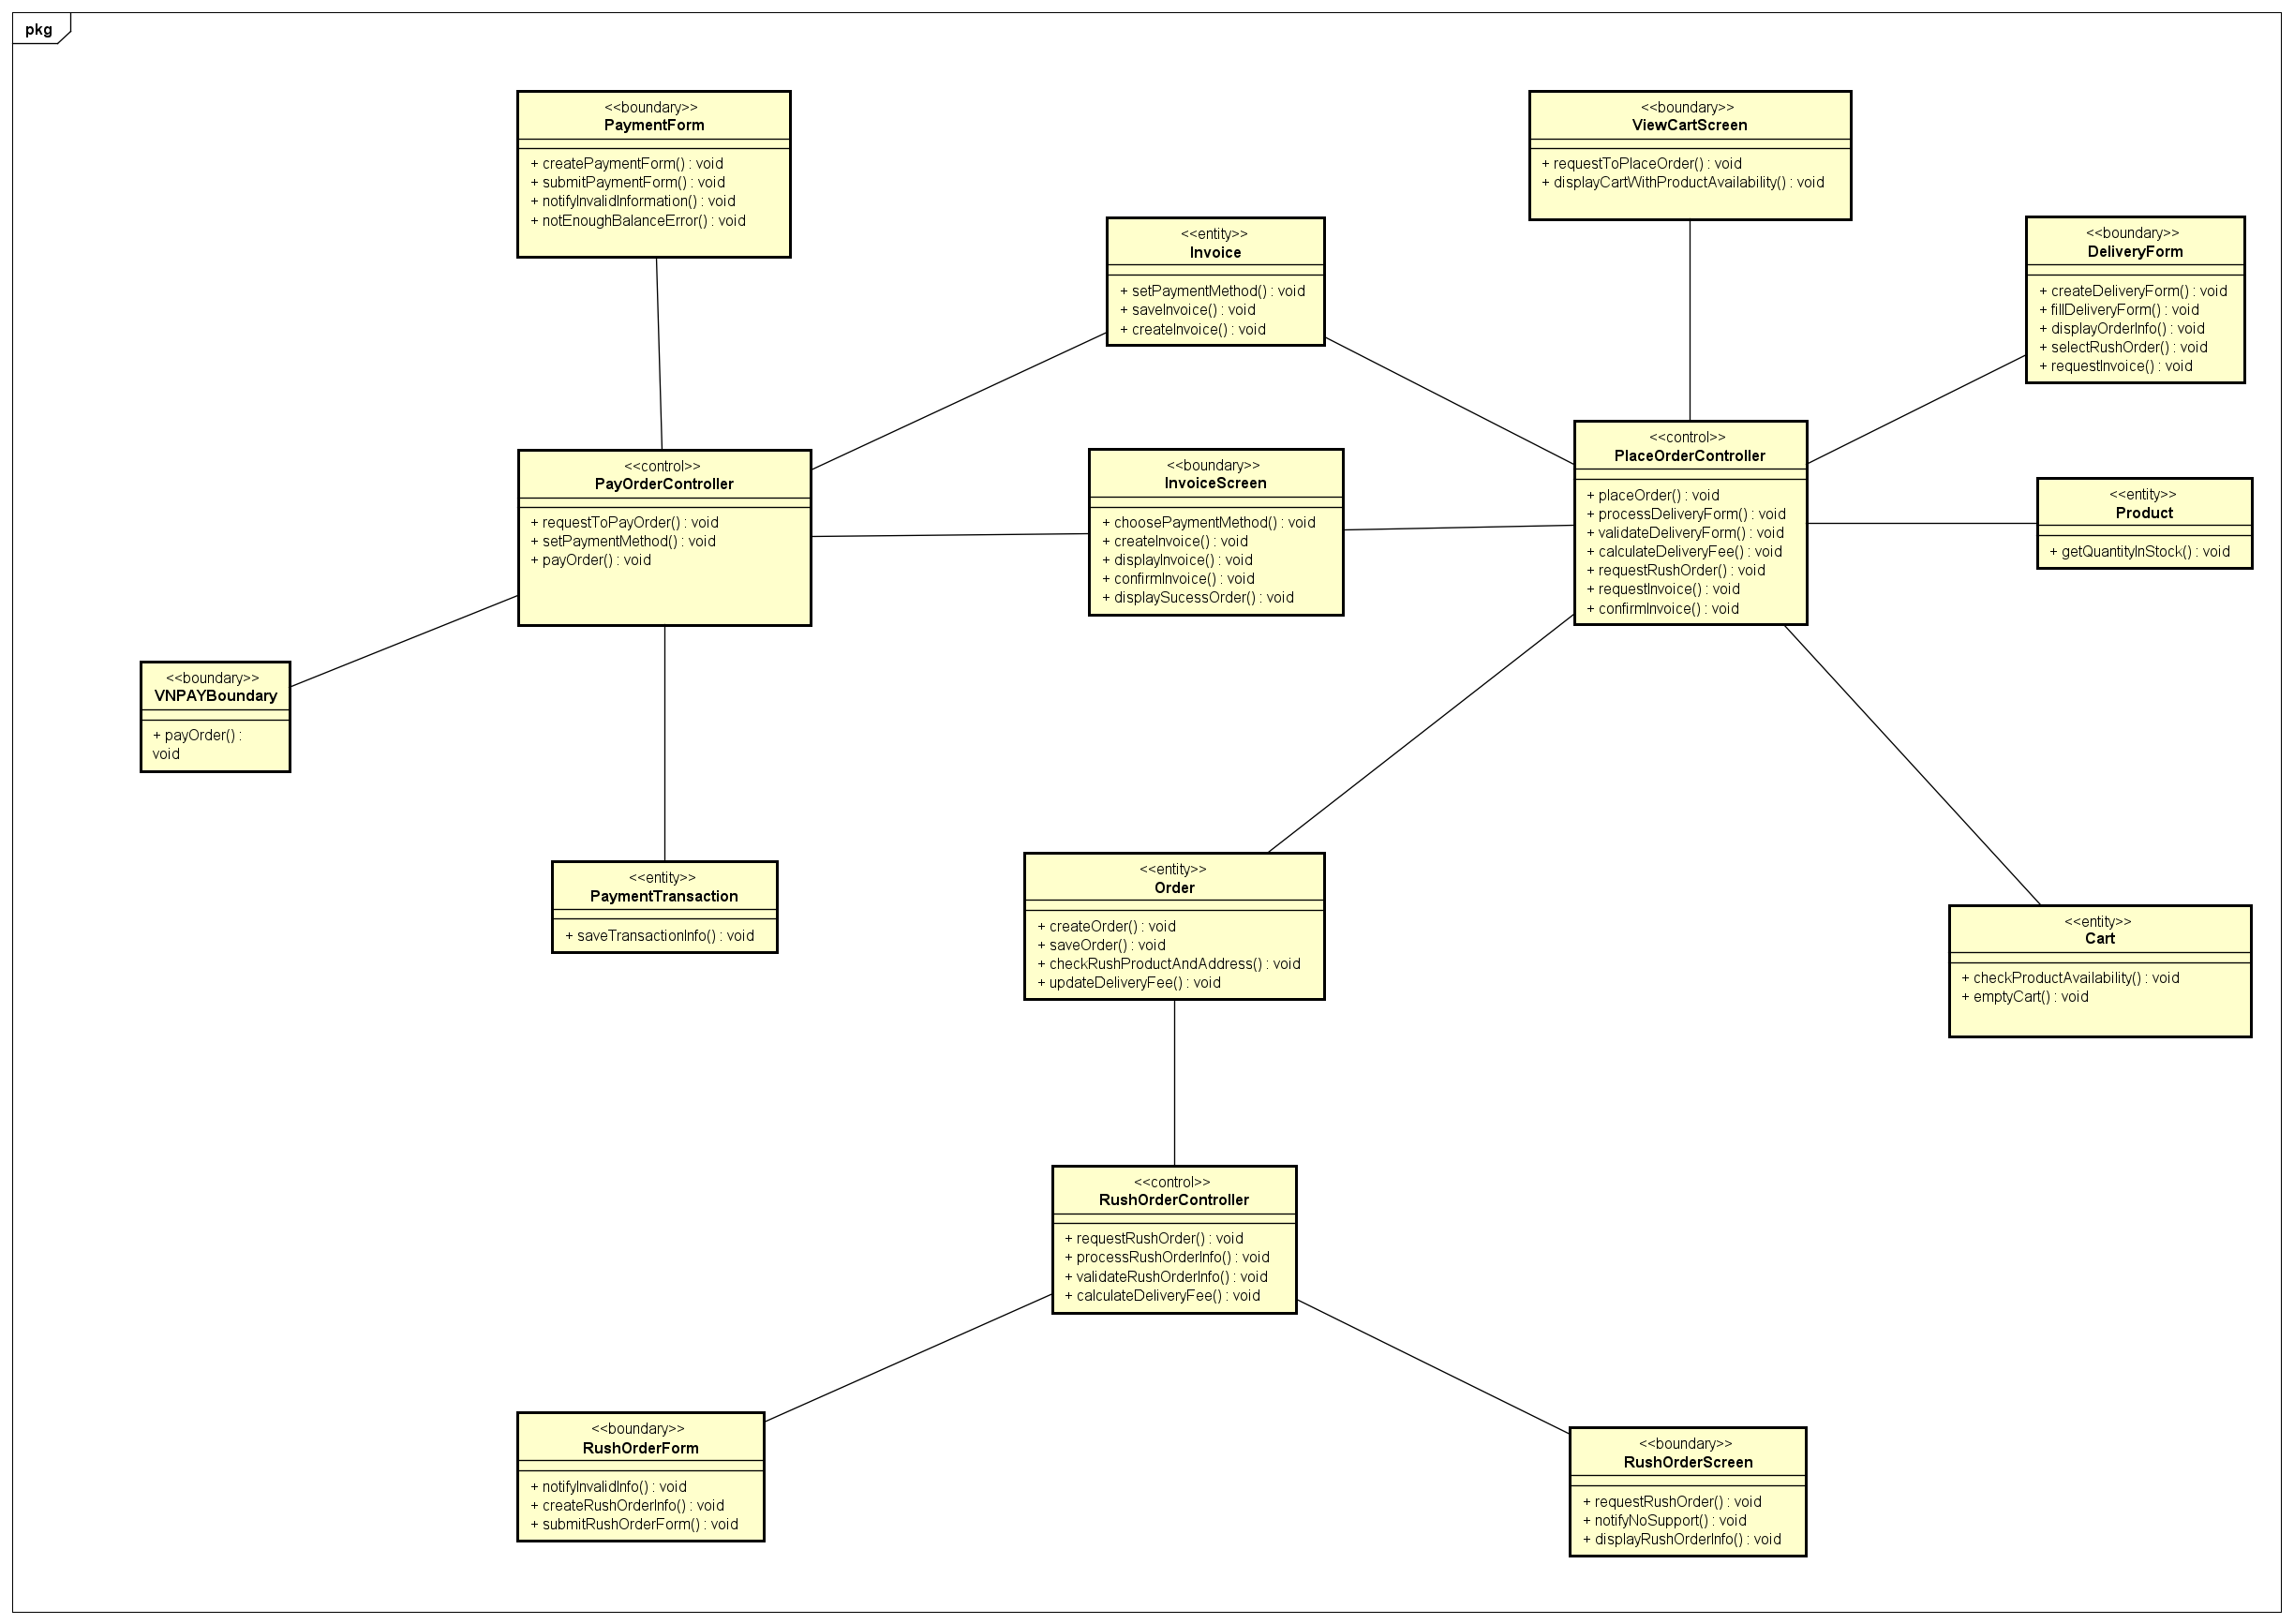 pkg
<<boundary>>
PaymentForm
+ createPaymentForm() : void
+ submitPaymentForm() : void
+ notifyInvalidInformation() : void
+ notEnoughBalanceError() : void
<<boundary>>
ViewCartScreen
+ requestToPlaceOrder() : void
+ displayCartWithProductAvailability() : void
<<entity>>
Invoice
+ setPaymentMethod() : void
+ saveInvoice() : void
+ createInvoice() : void
<<boundary>>
DeliveryForm
+ createDeliveryForm() : void
+ fillDeliveryForm() : void
+ displayOrderInfo() : void
+ selectRushOrder() : void
+ requestInvoice() : void
<<control>>
PayOrderController
+ requestToPayOrder() : void
+ setPaymentMethod() : void
+ payOrder() : void
<<boundary>>
InvoiceScreen
+ choosePaymentMethod() : void
+ createInvoice() : void
+ displayInvoice() : void
+ confirmInvoice() : void
+ displaySucessOrder() : void
<<control>>
PlaceOrderController
+ placeOrder() : void
+ processDeliveryForm() : void
+ validateDeliveryForm() : void
+ calculateDeliveryFee() : void
+ requestRushOrder() : void
+ requestInvoice() : void
+ confirmInvoice() : void
<<entity>>
Product
+ getQuantityInStock() : void
<<boundary>>
VNPAYBoundary
+ payOrder() :
void
<<entity>>
PaymentTransaction
+ saveTransactionInfo() : void
<<entity>>
Order
+ createOrder() : void
+ saveOrder() : void
+ checkRushProductAndAddress() : void
+ updateDeliveryFee() : void
<<entity>>
Cart
+ checkProductAvailability() : void
+ emptyCart() : void
<<control>>
RushOrderController
+ requestRushOrder() : void
+ processRushOrderInfo() : void
+ validateRushOrderInfo() : void
+ calculateDeliveryFee() : void
<<boundary>>
RushOrderForm
+ notifyInvalidInfo() : void
+ createRushOrderInfo() : void
+ submitRushOrderForm() : void
<<boundary>>
RushOrderScreen
+ requestRushOrder() : void
+ notifyNoSupport() : void
+ displayRushOrderInfo() : void